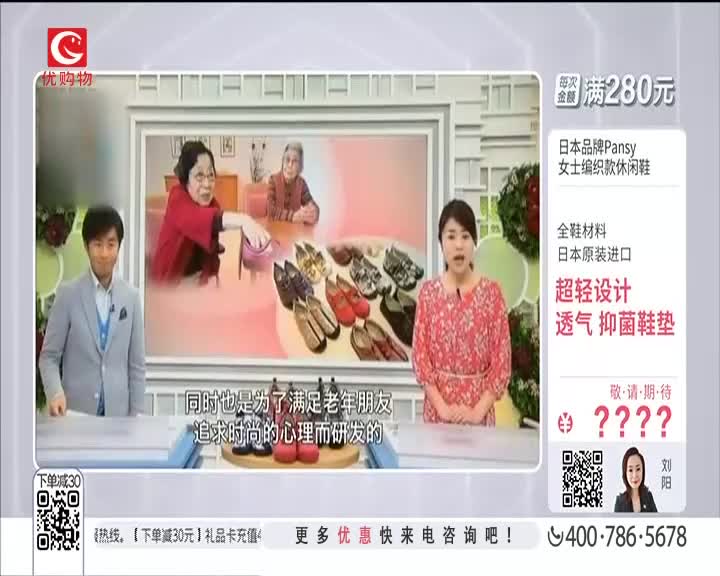 优购物
每次
金额
满280元
日本品牌Pansy
女士编织款休闲鞋
全鞋材料
日本原装进口
超轻设计
透气 抑菌鞋垫
敬·请·期·待
¥ ????
刘阳
同时也是为了满足老年朋友
追求时尚的心理而研发的
下单减30
热线。【下单减30元】礼品卡充值
更多优惠快来电咨询吧！
400-786-5678